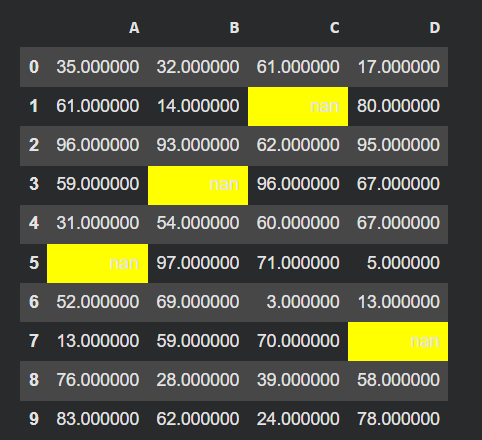 A B C D
0 35.000000 32.000000 61.000000 17.000000
1 61.000000 14.000000 nan 80.000000
2 96.000000 93.000000 62.000000 95.000000
3 59.000000 nan 96.000000 67.000000
4 31.000000 54.000000 60.000000 67.000000
5 nan 97.000000 71.000000 5.000000
6 52.000000 69.000000 3.000000 13.000000
7 13.000000 59.000000 70.000000 nan
8 76.000000 28.000000 39.000000 58.000000
9 83.000000 62.000000 24.000000 78.000000